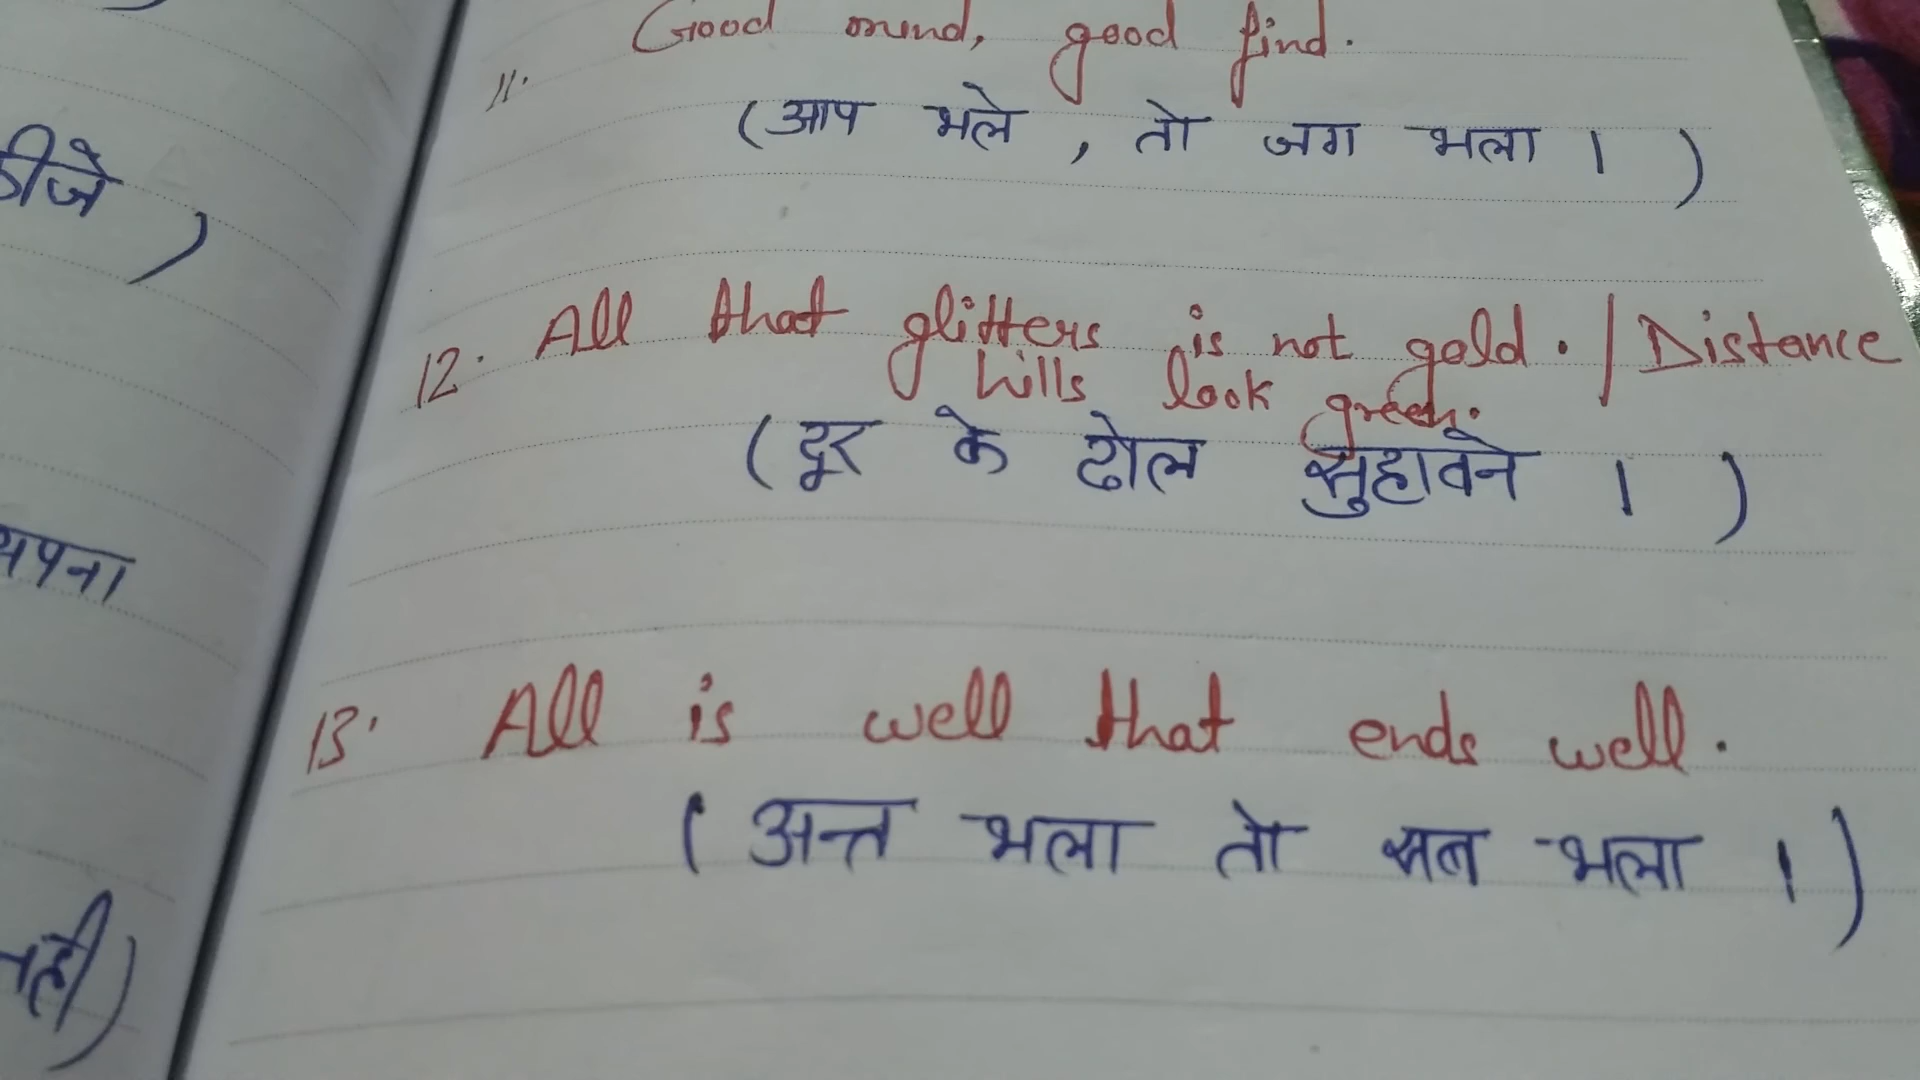 Good mind, good find.
11.
(आप भले, तो जग भला।)
12. All that glitters is not gold. / Distance
hills look green.
(दूर के ढोल सुहावने।)
13. All is well that ends well.
(अन्त भला तो सब भला।)